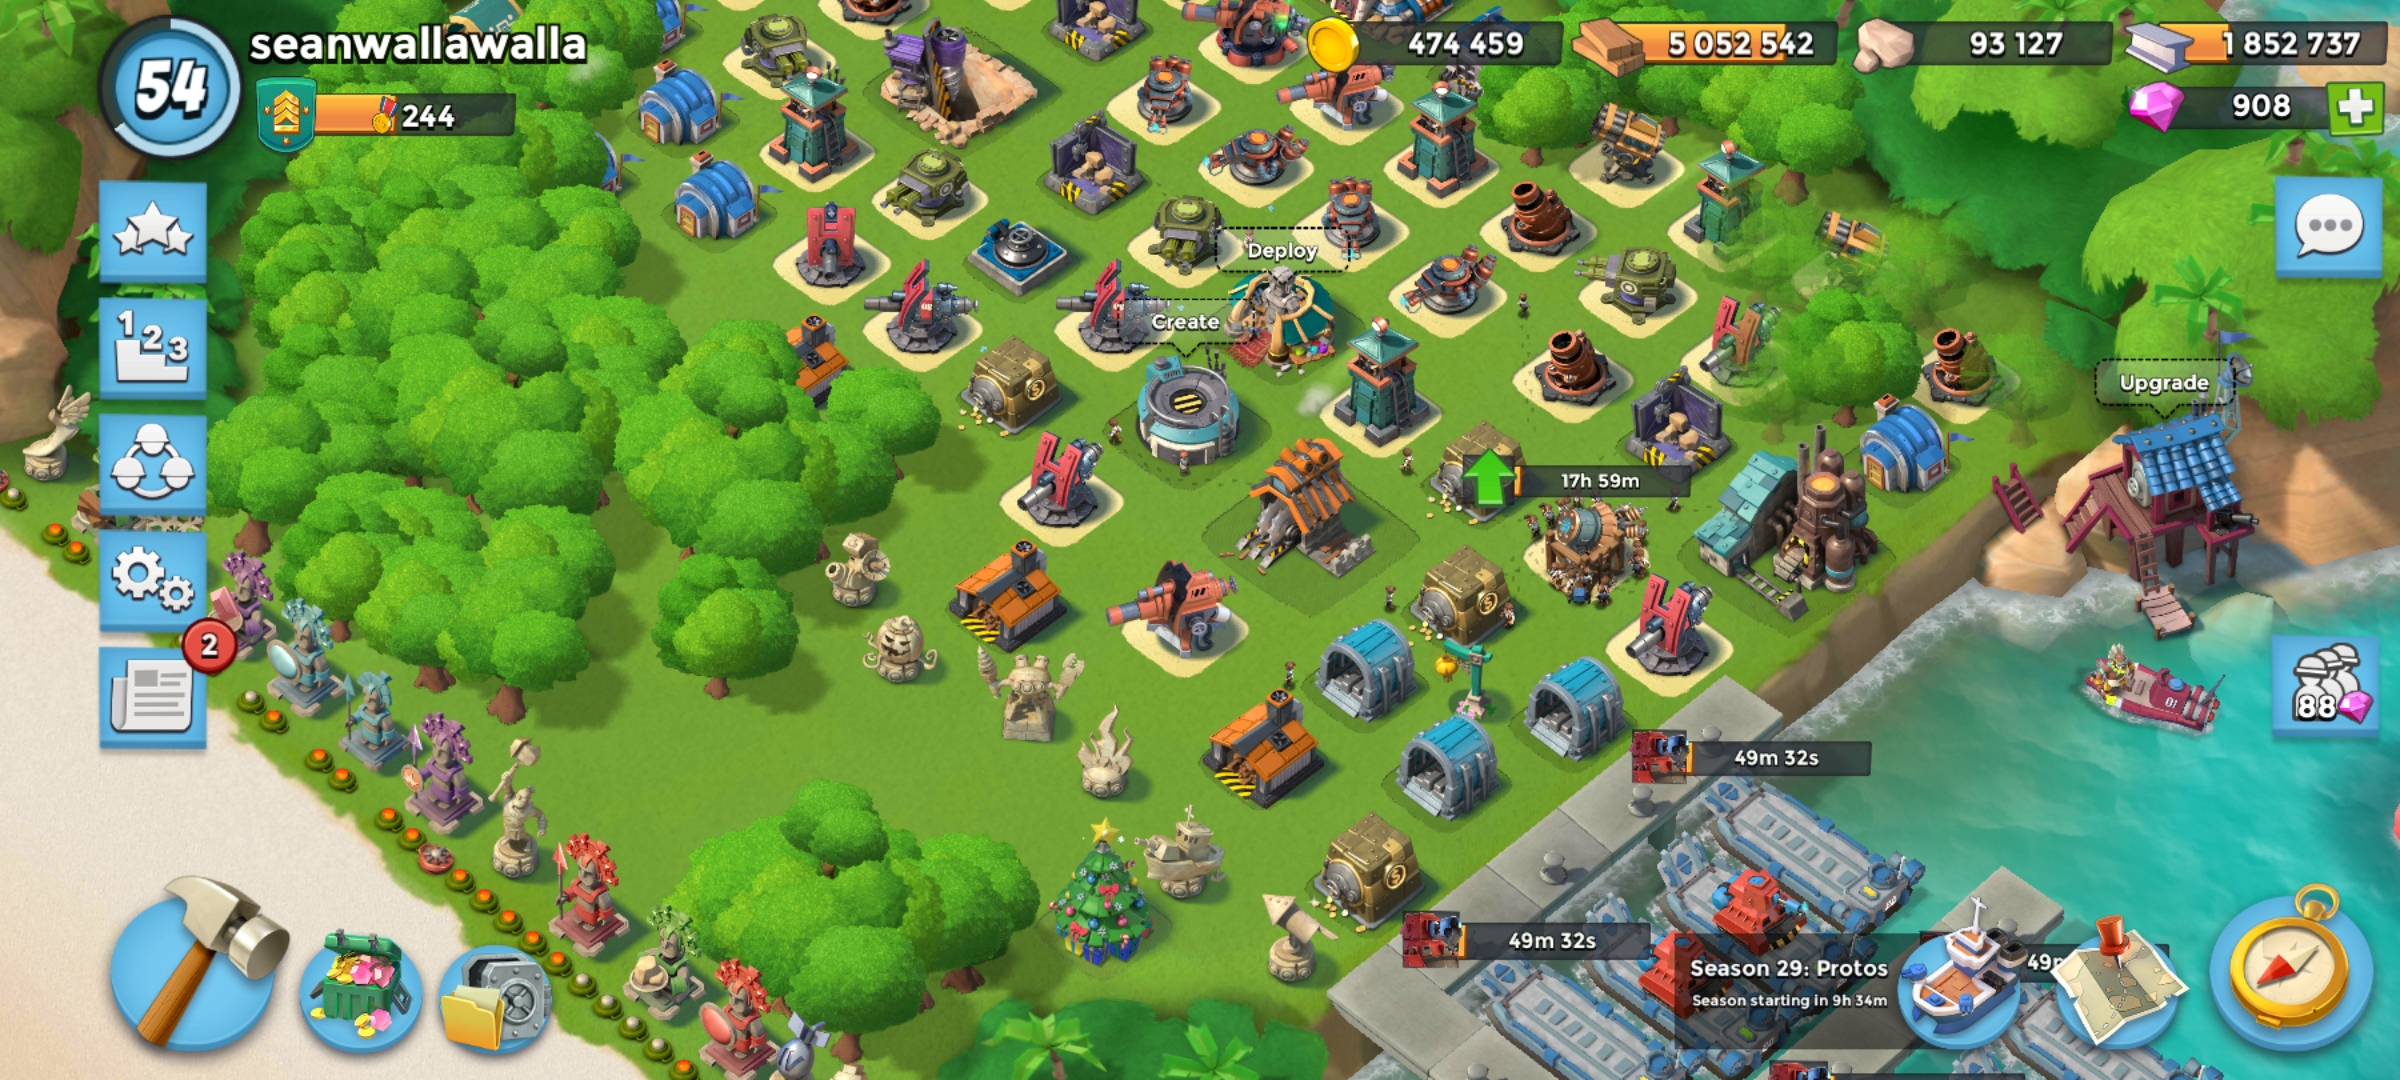 54
seanwallawalla
244
474 459
5 052 542
93 127
1 852 737
908
123
Deploy
Create
Upgrade
17h 59m
2
88
49m 32s
49m 32s
Season 29: Protos
Season starting in 9h 34m